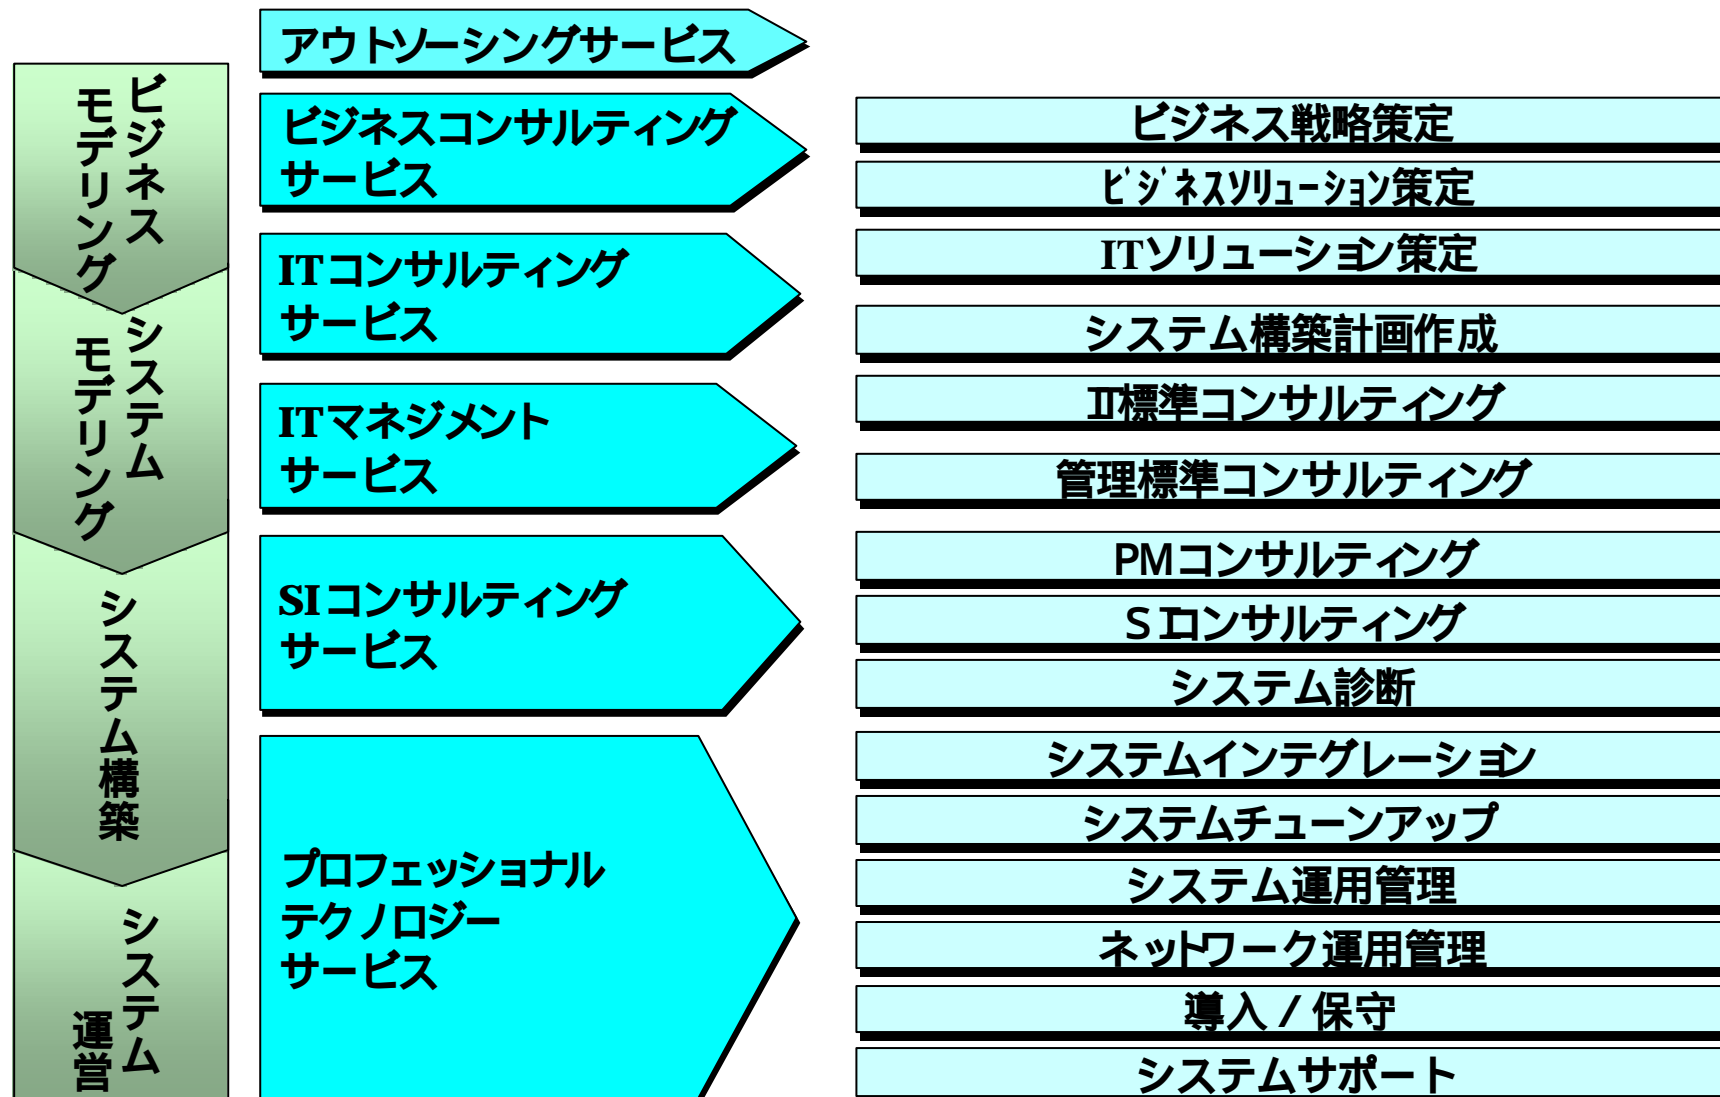 ビジネス
モデリング
システム
モデリング
システム構築
システム
運営
アウトソーシングサービス
ビジネスコンサルティング
サービス
ITコンサルティング
サービス
ITマネジメント
サービス
SIコンサルティング
サービス
プロフェッショナル
テクノロジー
サービス
ビジネス戦略策定
ﾋﾞｼﾞﾈｽｿﾘｭｰｼｮﾝ策定
ITソリューション策定
システム構築計画作成
IT標準コンサルティング
管理標準コンサルティング
PMコンサルティング
SIコンサルティング
システム診断
システムインテグレーション
システムチューンアップ
システム運用管理
ネットワーク運用管理
導入/保守
システムサポート